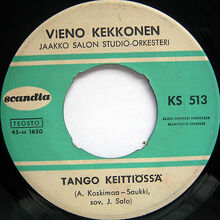 VIENO KEKKONEN
JAAKKO SALON STUDIO-ORKESTERI
scandia
KS 513
TEOSTO
45-sc 1650
TANGO KEITTIÖSSÄ
(A. Koskimaa – Saukki,
sov. J. Salo)